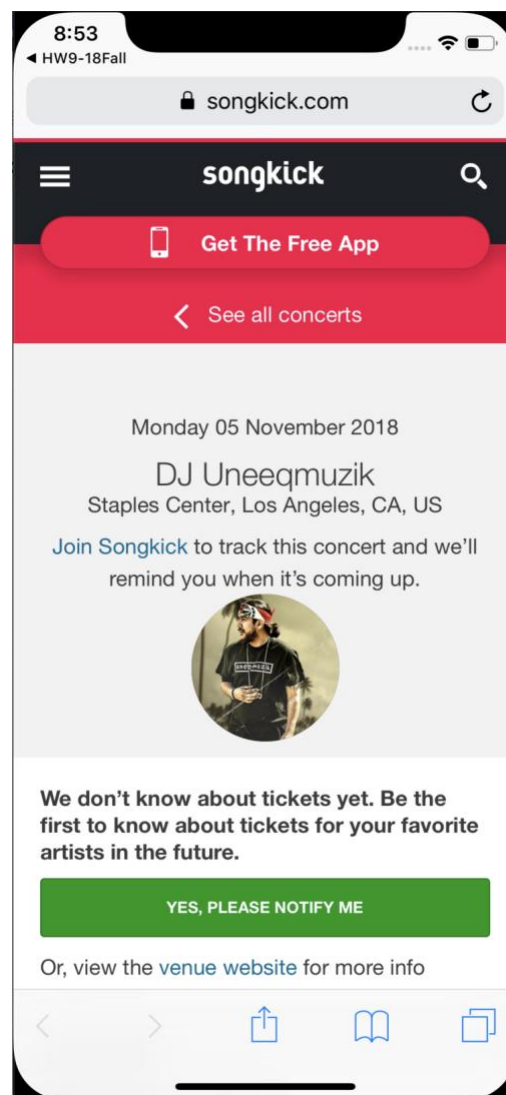 8:53
◀ HW9-18Fall
songkick.com
songkick
Get The Free App
See all concerts
Monday 05 November 2018
DJ Uneeqmuzik
Staples Center, Los Angeles, CA, US
Join Songkick to track this concert and we’ll
remind you when it’s coming up.
We don’t know about tickets yet. Be the
first to know about tickets for your favorite
artists in the future.
YES, PLEASE NOTIFY ME
Or, view the venue website for more info